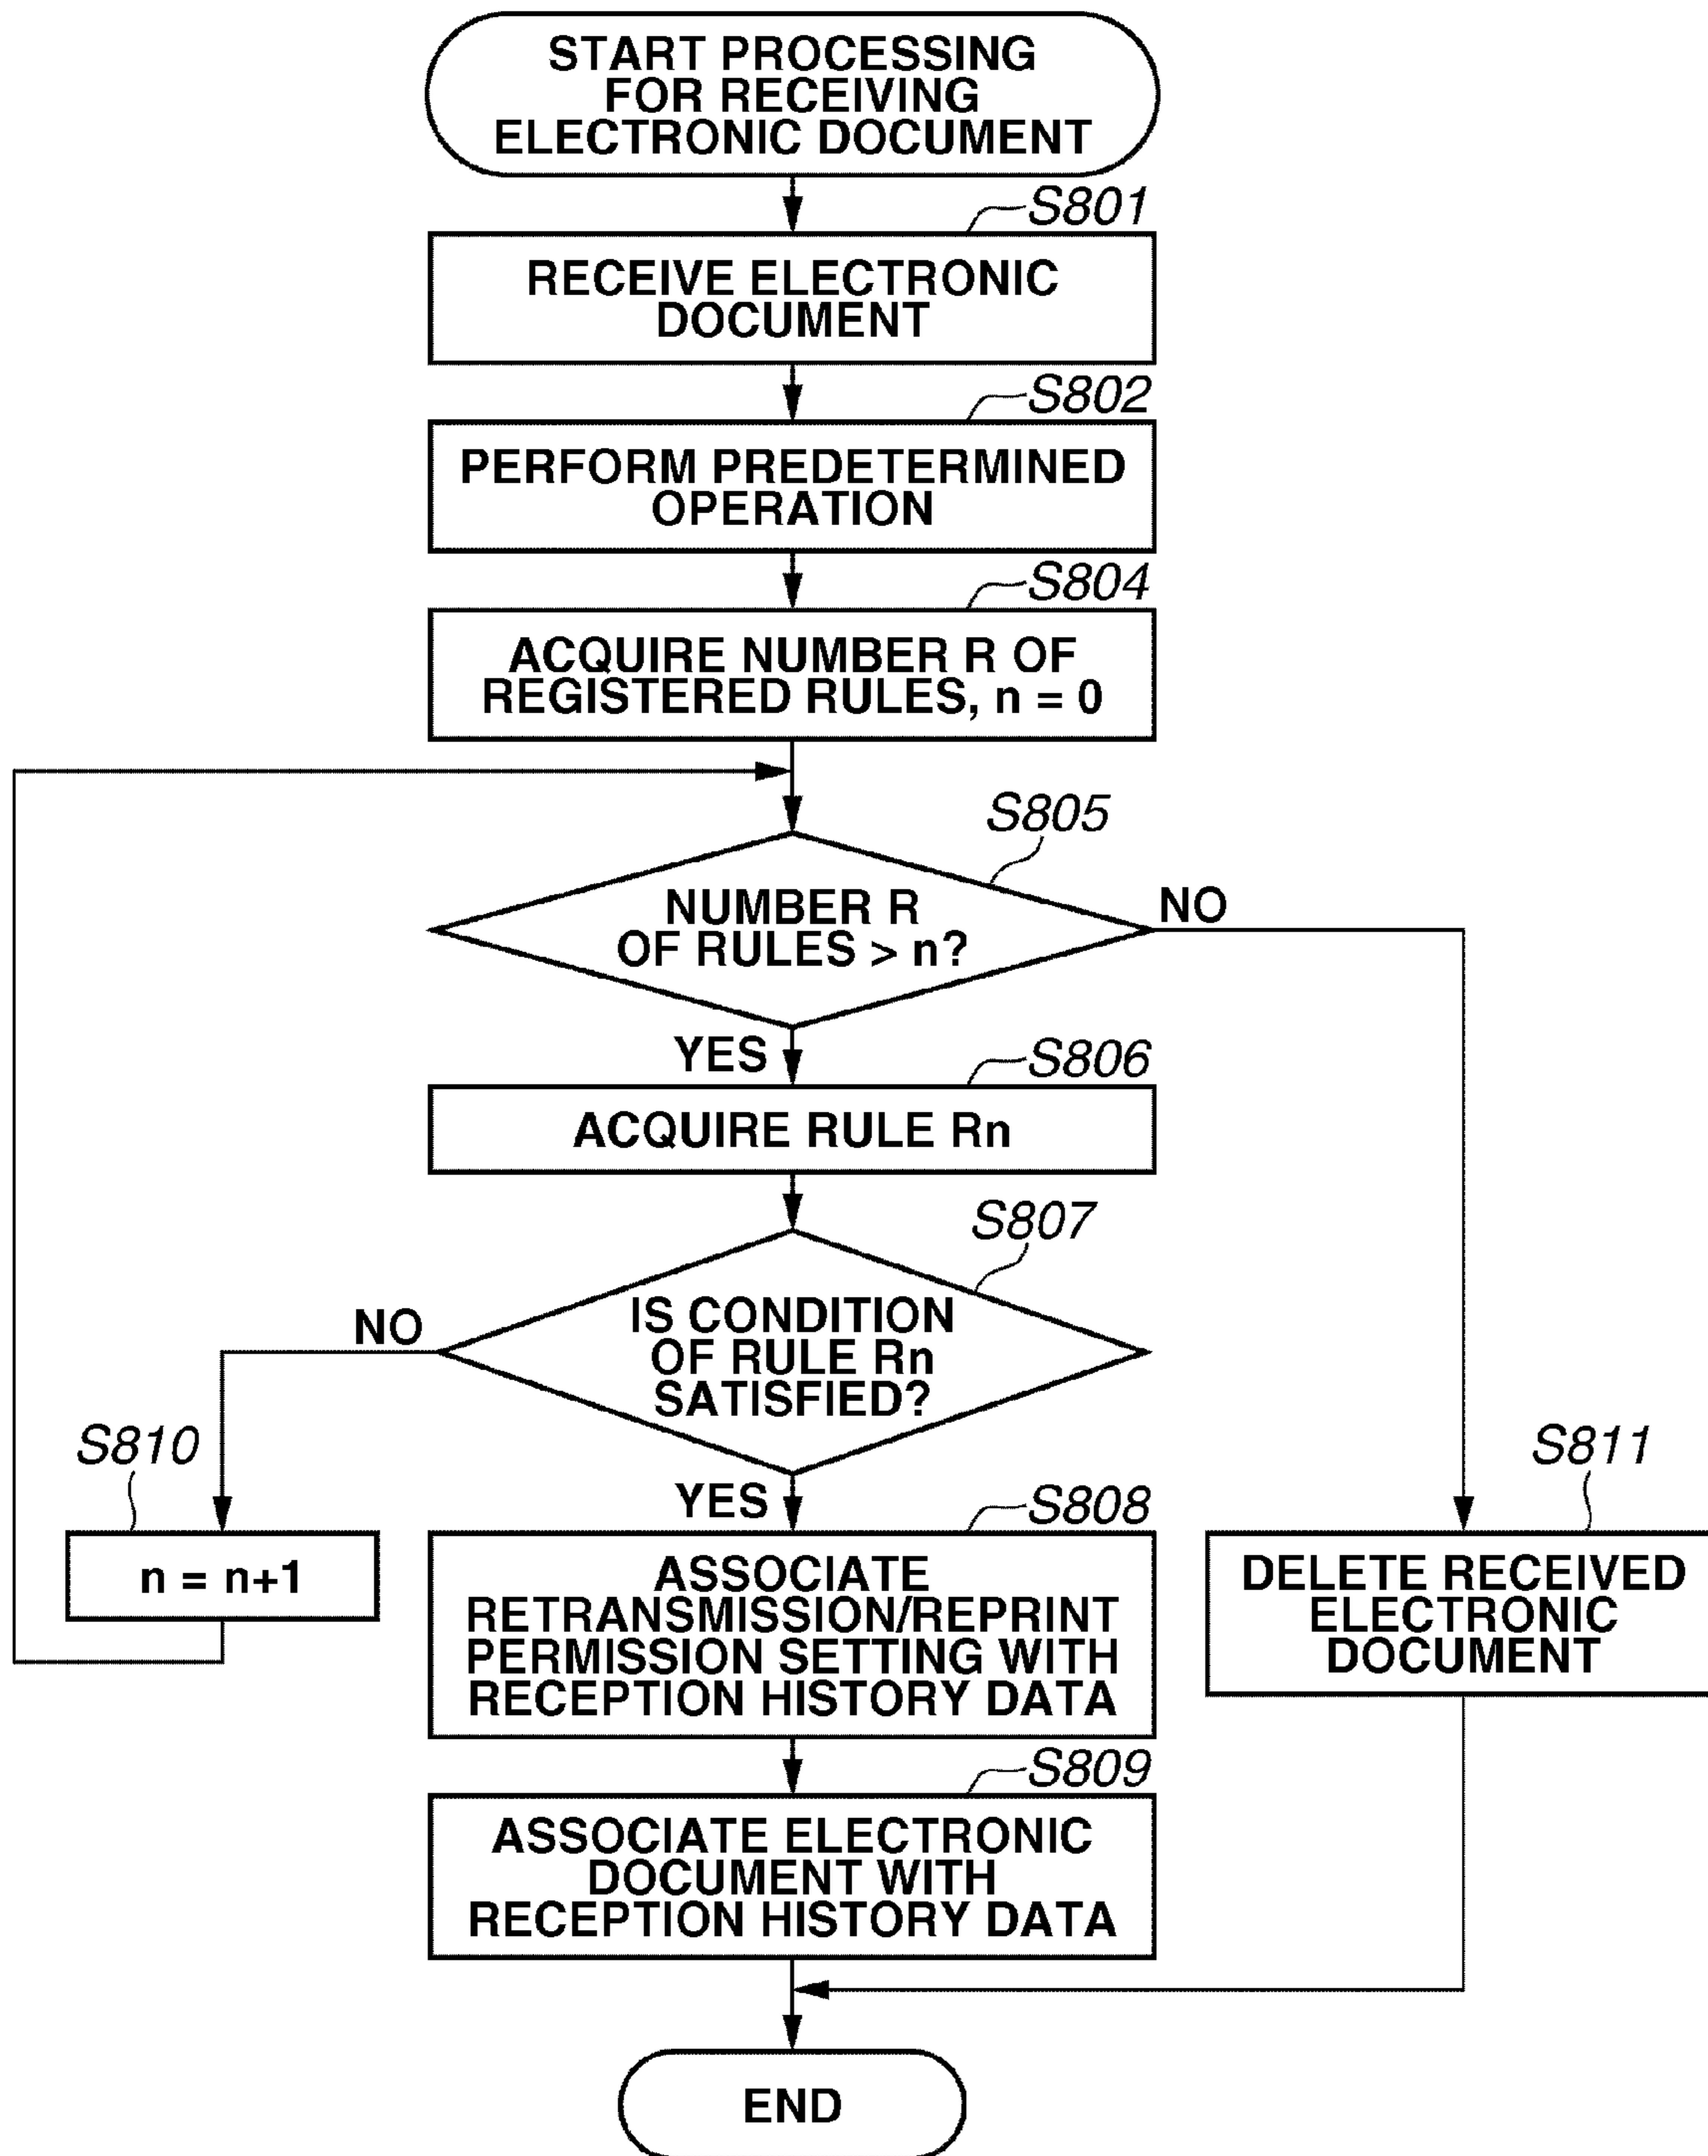 START PROCESSING
FOR RECEIVING
ELECTRONIC DOCUMENT
S801
RECEIVE ELECTRONIC
DOCUMENT
S802
PERFORM PREDETERMINED
OPERATION
S804
ACQUIRE NUMBER R OF
REGISTERED RULES, n = 0
S805
NUMBER R
OF RULES > n?
NO
YES
S806
ACQUIRE RULE Rn
S807
IS CONDITION
OF RULE Rn
SATISFIED?
NO
S810
n = n+1
YES
S808
ASSOCIATE
RETRANSMISSION/REPRINT
PERMISSION SETTING WITH
RECEPTION HISTORY DATA
S811
DELETE RECEIVED
ELECTRONIC
DOCUMENT
S809
ASSOCIATE ELECTRONIC
DOCUMENT WITH
RECEPTION HISTORY DATA
END